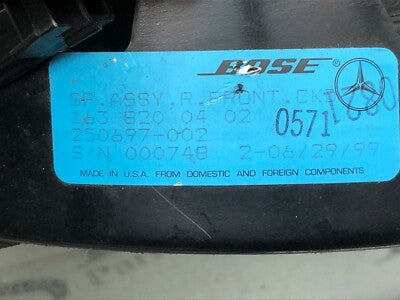 BOSE
SP.ASSY,R.FRONT.CKE
163 820 04 02
0571
250697-002
S/N 000748 2-06/29/99
MADE IN U.S.A. FROM DOMESTIC AND FOREIGN COMPONENTS